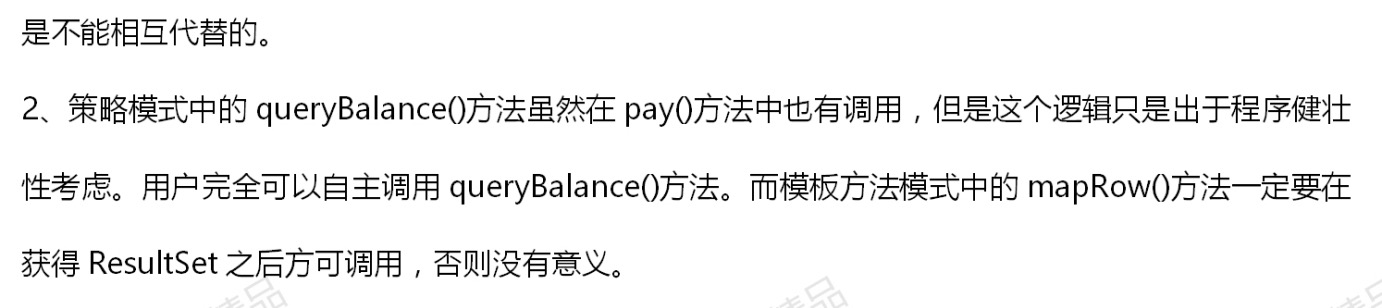 是不能相互代替的。
2、策略模式中的 queryBalance()方法虽然在 pay()方法中也有调用，但是这个逻辑只是出于程序健壮
性考虑。用户完全可以自主调用 queryBalance()方法。而模板方法模式中的 mapRow()方法一定要在
获得 ResultSet 之后方可调用，否则没有意义。
精品
精品